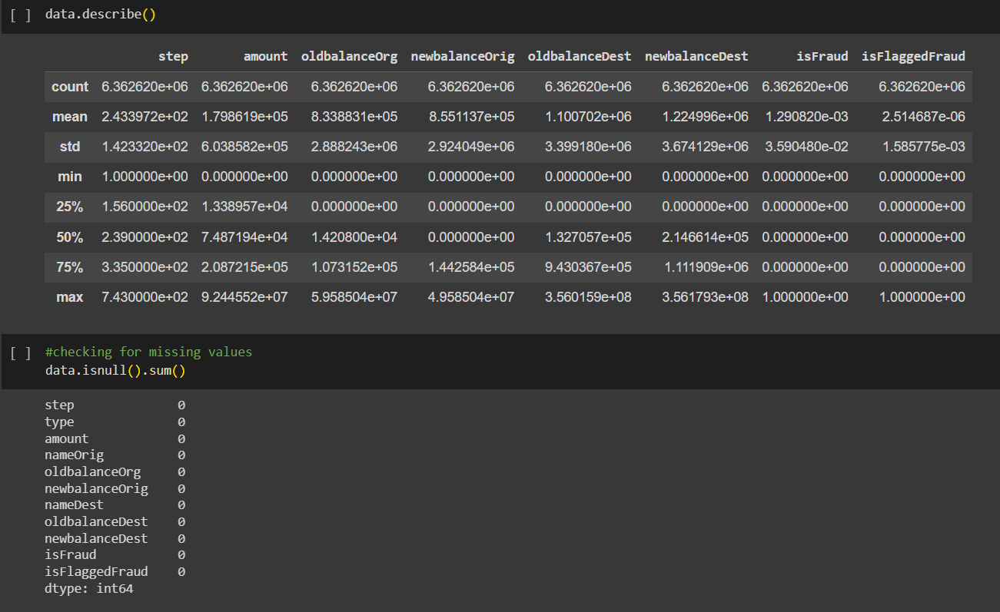 [ ] data.describe()
step amount oldbalanceOrg newbalanceOrig oldbalanceDest newbalanceDest isFraud isFlaggedFraud
count 6.362620e+06 6.362620e+06 6.362620e+06 6.362620e+06 6.362620e+06 6.362620e+06 6.362620e+06 6.362620e+06
mean 2.433972e+02 1.798619e+05 8.338831e+05 8.551137e+05 1.100702e+06 1.224996e+06 1.290820e-03 2.514687e-06
std 1.423320e+02 6.038582e+05 2.888243e+06 2.924049e+06 3.399180e+06 3.674129e+06 3.590480e-02 1.585775e-03
min 1.000000e+00 0.000000e+00 0.000000e+00 0.000000e+00 0.000000e+00 0.000000e+00 0.000000e+00 0.000000e+00
25% 1.560000e+02 1.338957e+04 0.000000e+00 0.000000e+00 0.000000e+00 0.000000e+00 0.000000e+00 0.000000e+00
50% 2.390000e+02 7.487194e+04 1.420800e+04 0.000000e+00 1.327057e+05 2.146614e+05 0.000000e+00 0.000000e+00
75% 3.350000e+02 2.087215e+05 1.073152e+05 1.442584e+05 9.430367e+05 1.111909e+06 0.000000e+00 0.000000e+00
max 7.430000e+02 9.244552e+07 5.958504e+07 4.958504e+07 3.560159e+08 3.561793e+08 1.000000e+00 1.000000e+00
[ ] #checking for missing values
data.isnull().sum()
step 0
type 0
amount 0
nameOrig 0
oldbalanceOrg 0
newbalanceOrig 0
nameDest 0
oldbalanceDest 0
newbalanceDest 0
isFraud 0
isFlaggedFraud 0
dtype: int64